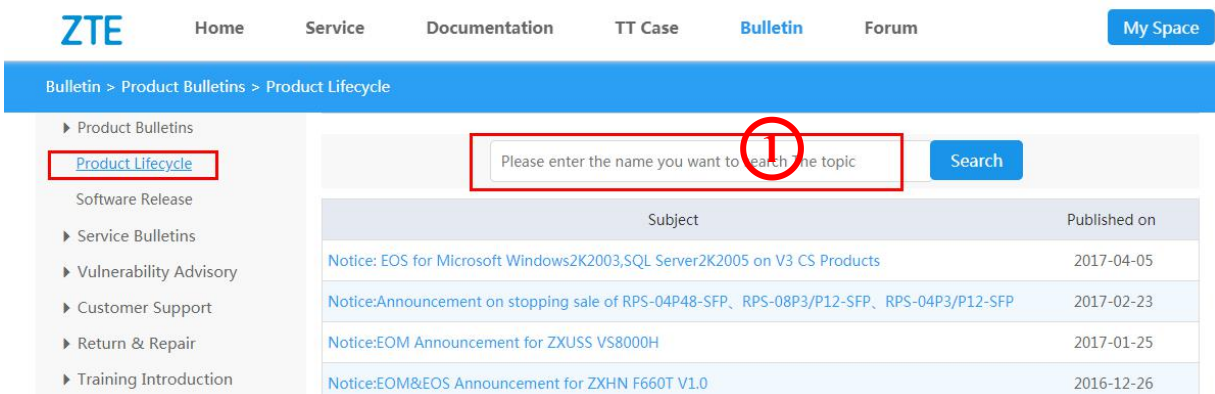 ZTE Home Service Documentation TT Case Bulletin Forum My Space
Bulletin > Product Bulletins > Product Lifecycle
Product Bulletins
Product Lifecycle
Software Release
Service Bulletins
Vulnerability Advisory
Customer Support
Return & Repair
Training Introduction
1
Please enter the name you want to search The topic Search
Subject Published on
Notice: EOS for Microsoft Windows2K2003,SQL Server2K2005 on V3 CS Products 2017-04-05
Notice:Announcement on stopping sale of RPS-04P48-SFP、RPS-08P3/P12-SFP、RPS-04P3/P12-SFP 2017-02-23
Notice:EOM Announcement for ZXUSS VS8000H 2017-01-25
Notice:EOM&EOS Announcement for ZXHN F660T V1.0 2016-12-26